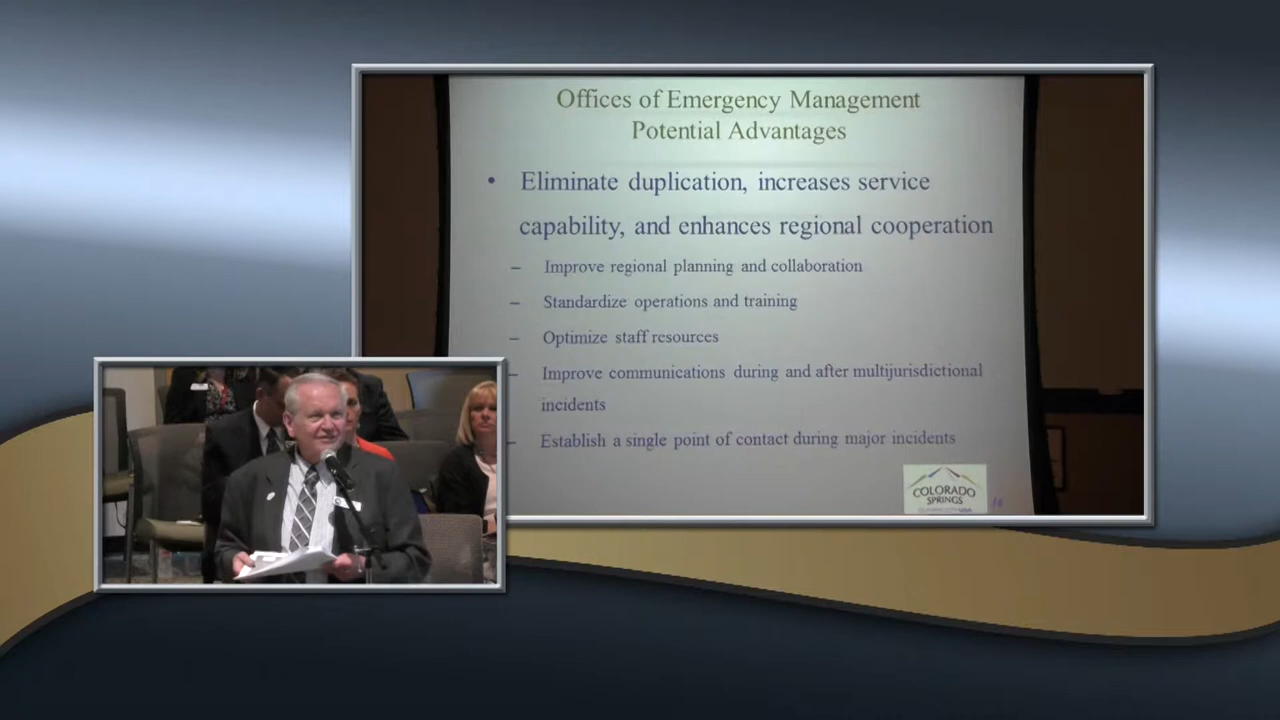 Offices of Emergency Management
Potential Advantages
• Eliminate duplication, increases service
capability, and enhances regional cooperation
– Improve regional planning and collaboration
– Standardize operations and training
– Optimize staff resources
– Improve communications during and after multijurisdictional
incidents
– Establish a single point of contact during major incidents
COLORADO
SPRINGS